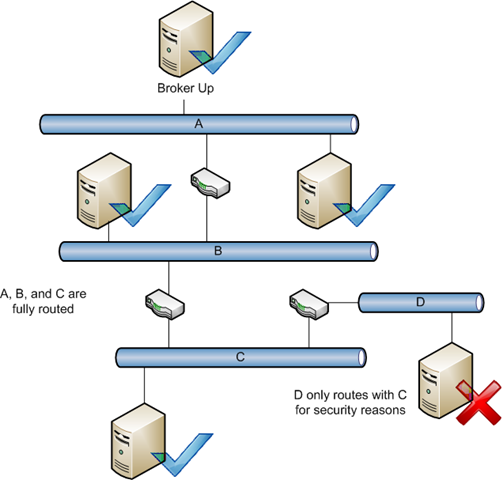 Broker Up
A
B
A, B, and C are
fully routed
D
C
D only routes with C
for security reasons